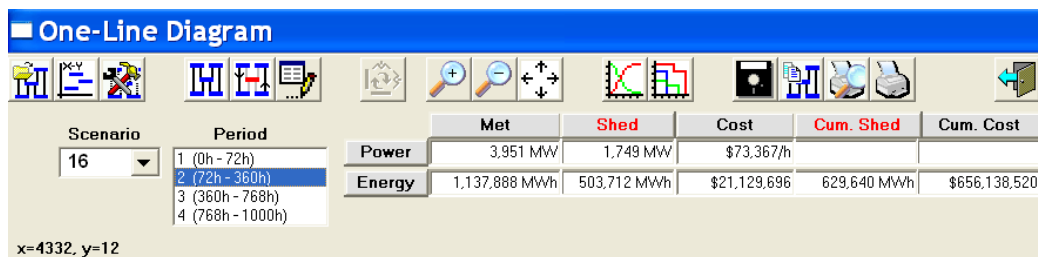 One-Line Diagram
X-Y
Scenario
16
Period
1 (0h - 72h)
2 (72h - 360h)
3 (360h - 768h)
4 (768h - 1000h)
Met Shed Cost Cum. Shed Cum. Cost
Power 3,951 MW 1,749 MW $73,367/h
Energy 1,137,888 MWh 503,712 MWh $21,129,696 629,640 MWh $656,138,520
x=4332, y=12